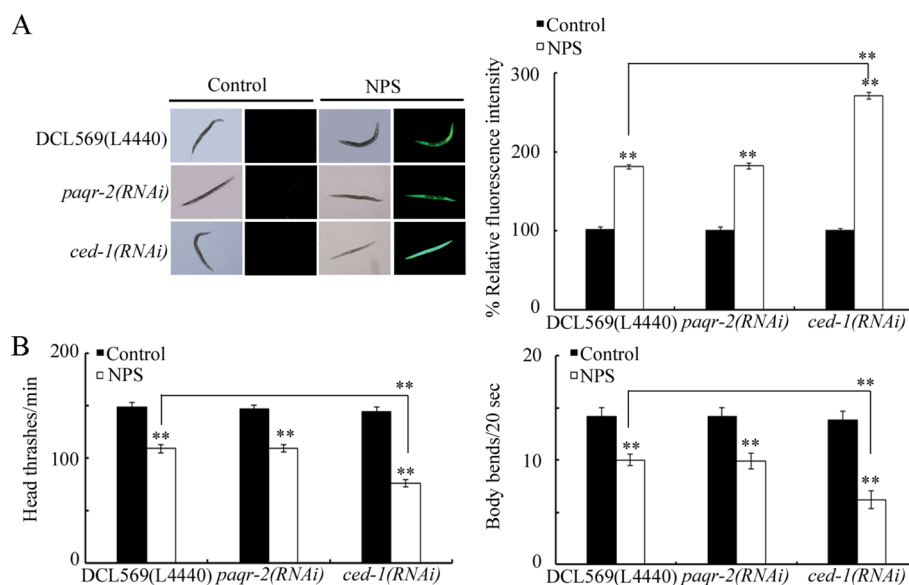 A
Control
NPS
DCL569(L4440)
paqr-2(RNAi)
ced-1(RNAi)
Control
NPS
% Relative fluorescence intensity
300
200
100
0
**
**
**
**
DCL569(L4440)
paqr-2(RNAi)
ced-1(RNAi)
B
Control
NPS
Head thrashes/min
200
100
0
**
**
**
**
DCL569(L4440)
paqr-2(RNAi)
ced-1(RNAi)
Control
NPS
Body bends/20 sec
20
10
0
**
**
**
**
DCL569(L4440)
paqr-2(RNAi)
ced-1(RNAi)